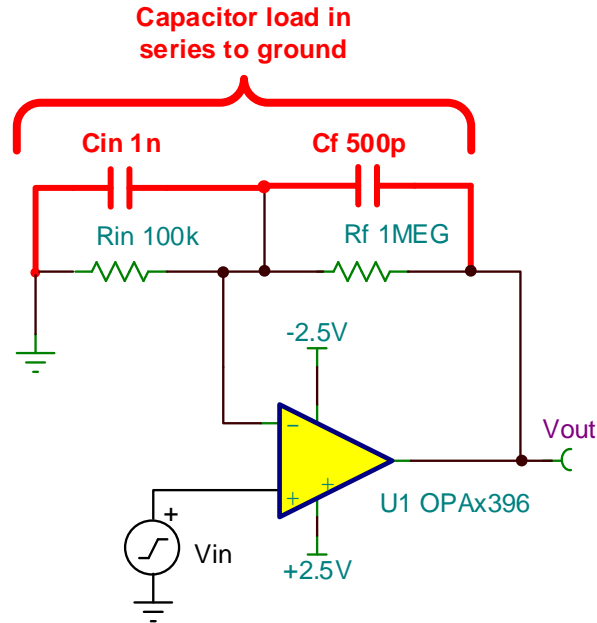 Capacitor load in
series to ground
Cin 1n
Cf 500p
Rin 100k
Rf 1MEG
-2.5V
Vout
U1 OPAx396
+
Vin
+2.5V